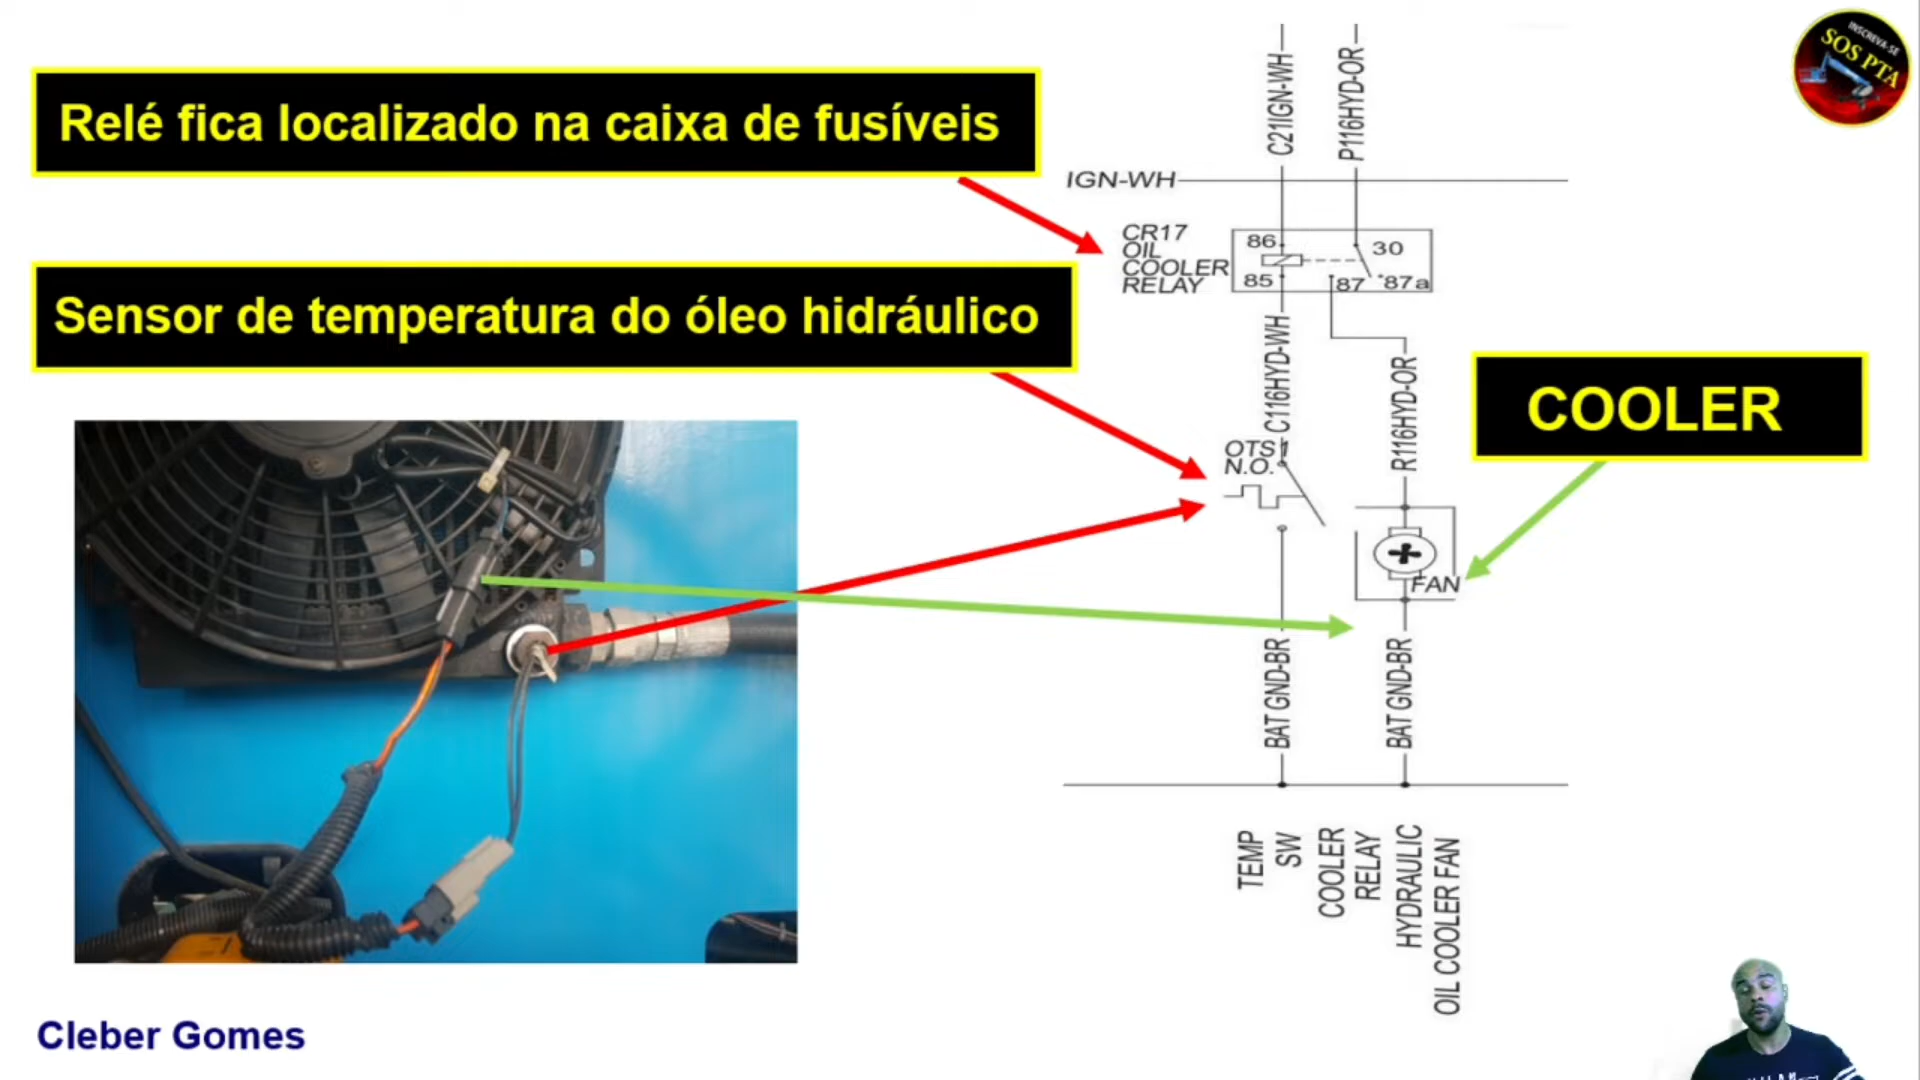 INSCREVA-SE
SOS PTA
Relé fica localizado na caixa de fusíveis
Sensor de temperatura do óleo hidráulico
COOLER
C21IGN-WH
P116HYD-OR
IGN-WH
CR17
OIL
COOLER
RELAY
86
30
85
87
87a
C116HYD-WH
R116HYD-OR
OTS1
N.O.
FAN
BAT GND-BR
BAT GND-BR
TEMP
SW
COOLER
RELAY
HYDRAULIC
OIL COOLER FAN
Cleber Gomes